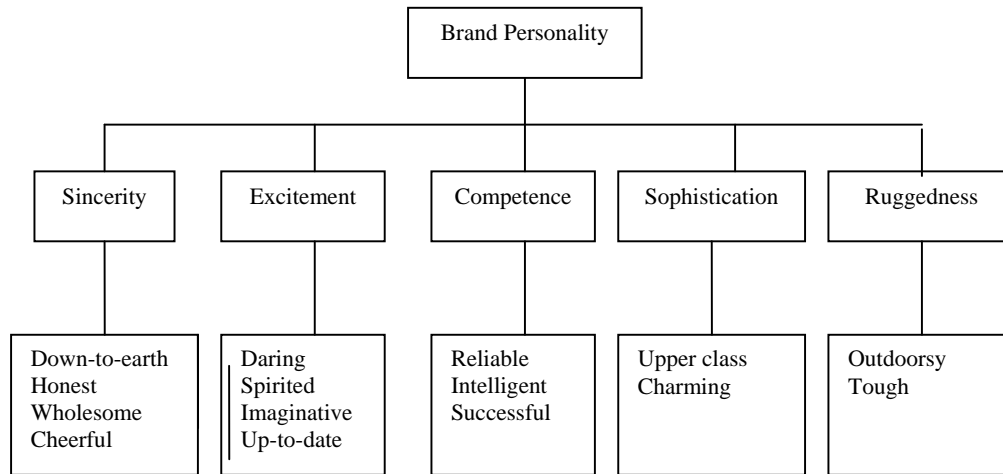 Brand Personality
Sincerity
Excitement
Competence
Sophistication
Ruggedness
Down-to-earth
Honest
Wholesome
Cheerful
Daring
Spirited
Imaginative
Up-to-date
Reliable
Intelligent
Successful
Upper class
Charming
Outdoorsy
Tough